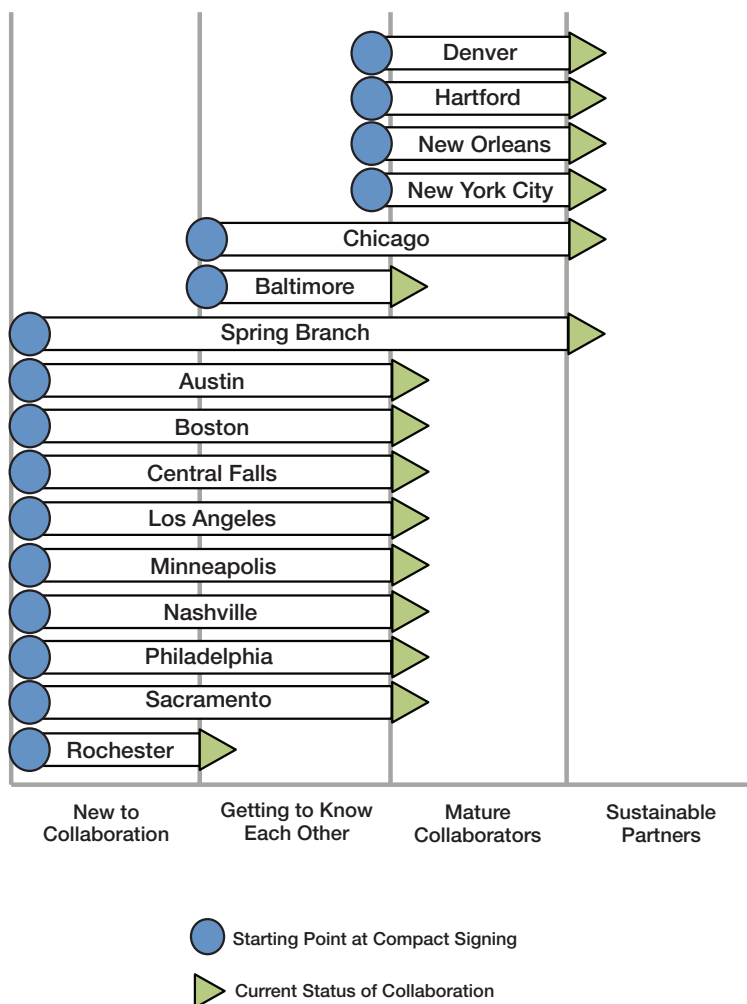 Denver
Hartford
New Orleans
New York City
Chicago
Baltimore
Spring Branch
Austin
Boston
Central Falls
Los Angeles
Minneapolis
Nashville
Philadelphia
Sacramento
Rochester
New to
Collaboration
Getting to Know
Each Other
Mature
Collaborators
Sustainable
Partners
Starting Point at Compact Signing
Current Status of Collaboration